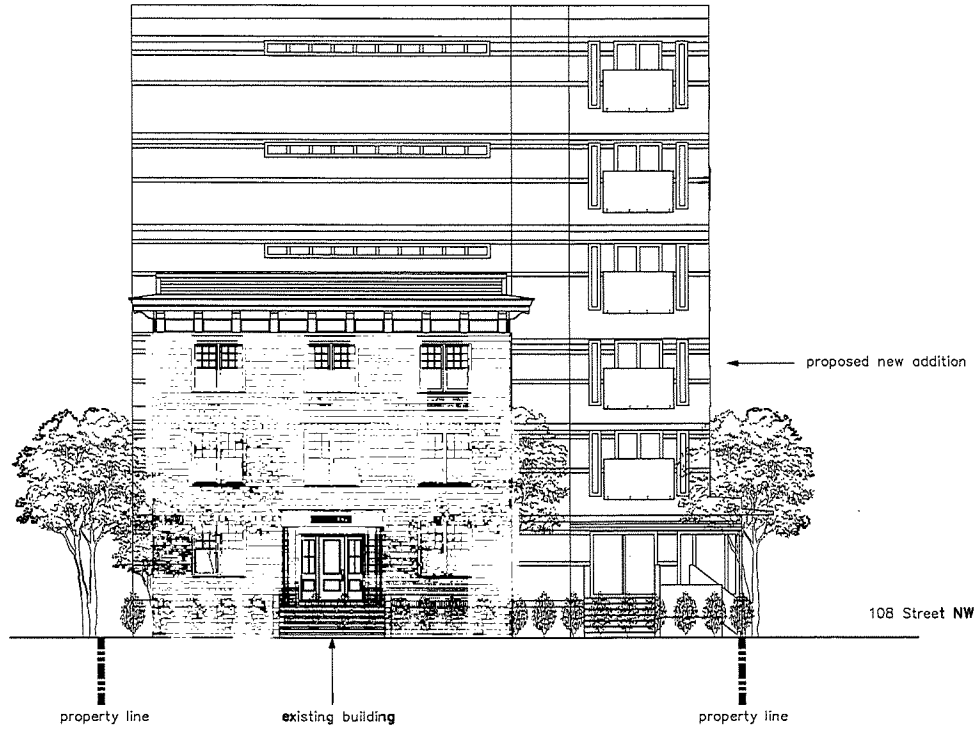 proposed new addition
108 Street NW
property line
existing building
property line